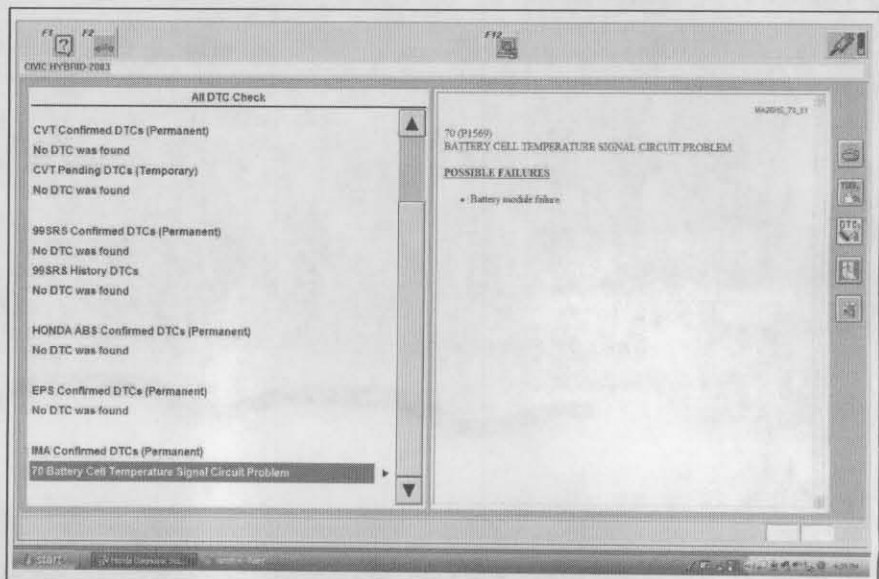 F1 F2
F12
CIVIC HYBRID-2003
All DTC Check
CVT Confirmed DTCs (Permanent)
No DTC was found
CVT Pending DTCs (Temporary)
No DTC was found
99SRS Confirmed DTCs (Permanent)
No DTC was found
99SRS History DTCs
No DTC was found
HONDA ABS Confirmed DTCs (Permanent)
No DTC was found
EPS Confirmed DTCs (Permanent)
No DTC was found
IMA Confirmed DTCs (Permanent)
70 Battery Cell Temperature Signal Circuit Problem
70 (P1569)
BATTERY CELL TEMPERATURE SIGNAL CIRCUIT PROBLEM
POSSIBLE FAILURES
• Battery module failure
DTCs
START